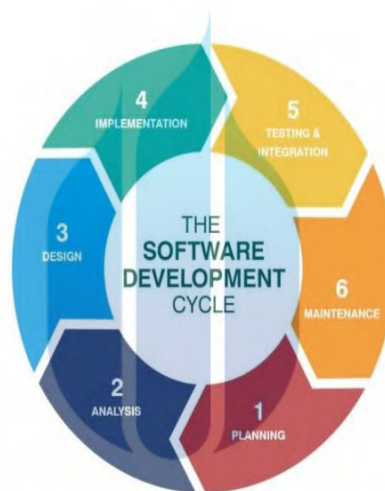 THE
SOFTWARE
DEVELOPMENT
CYCLE
1
PLANNING
2
ANALYSIS
3
DESIGN
4
IMPLEMENTATION
5
TESTING &
INTEGRATION
6
MAINTENANCE